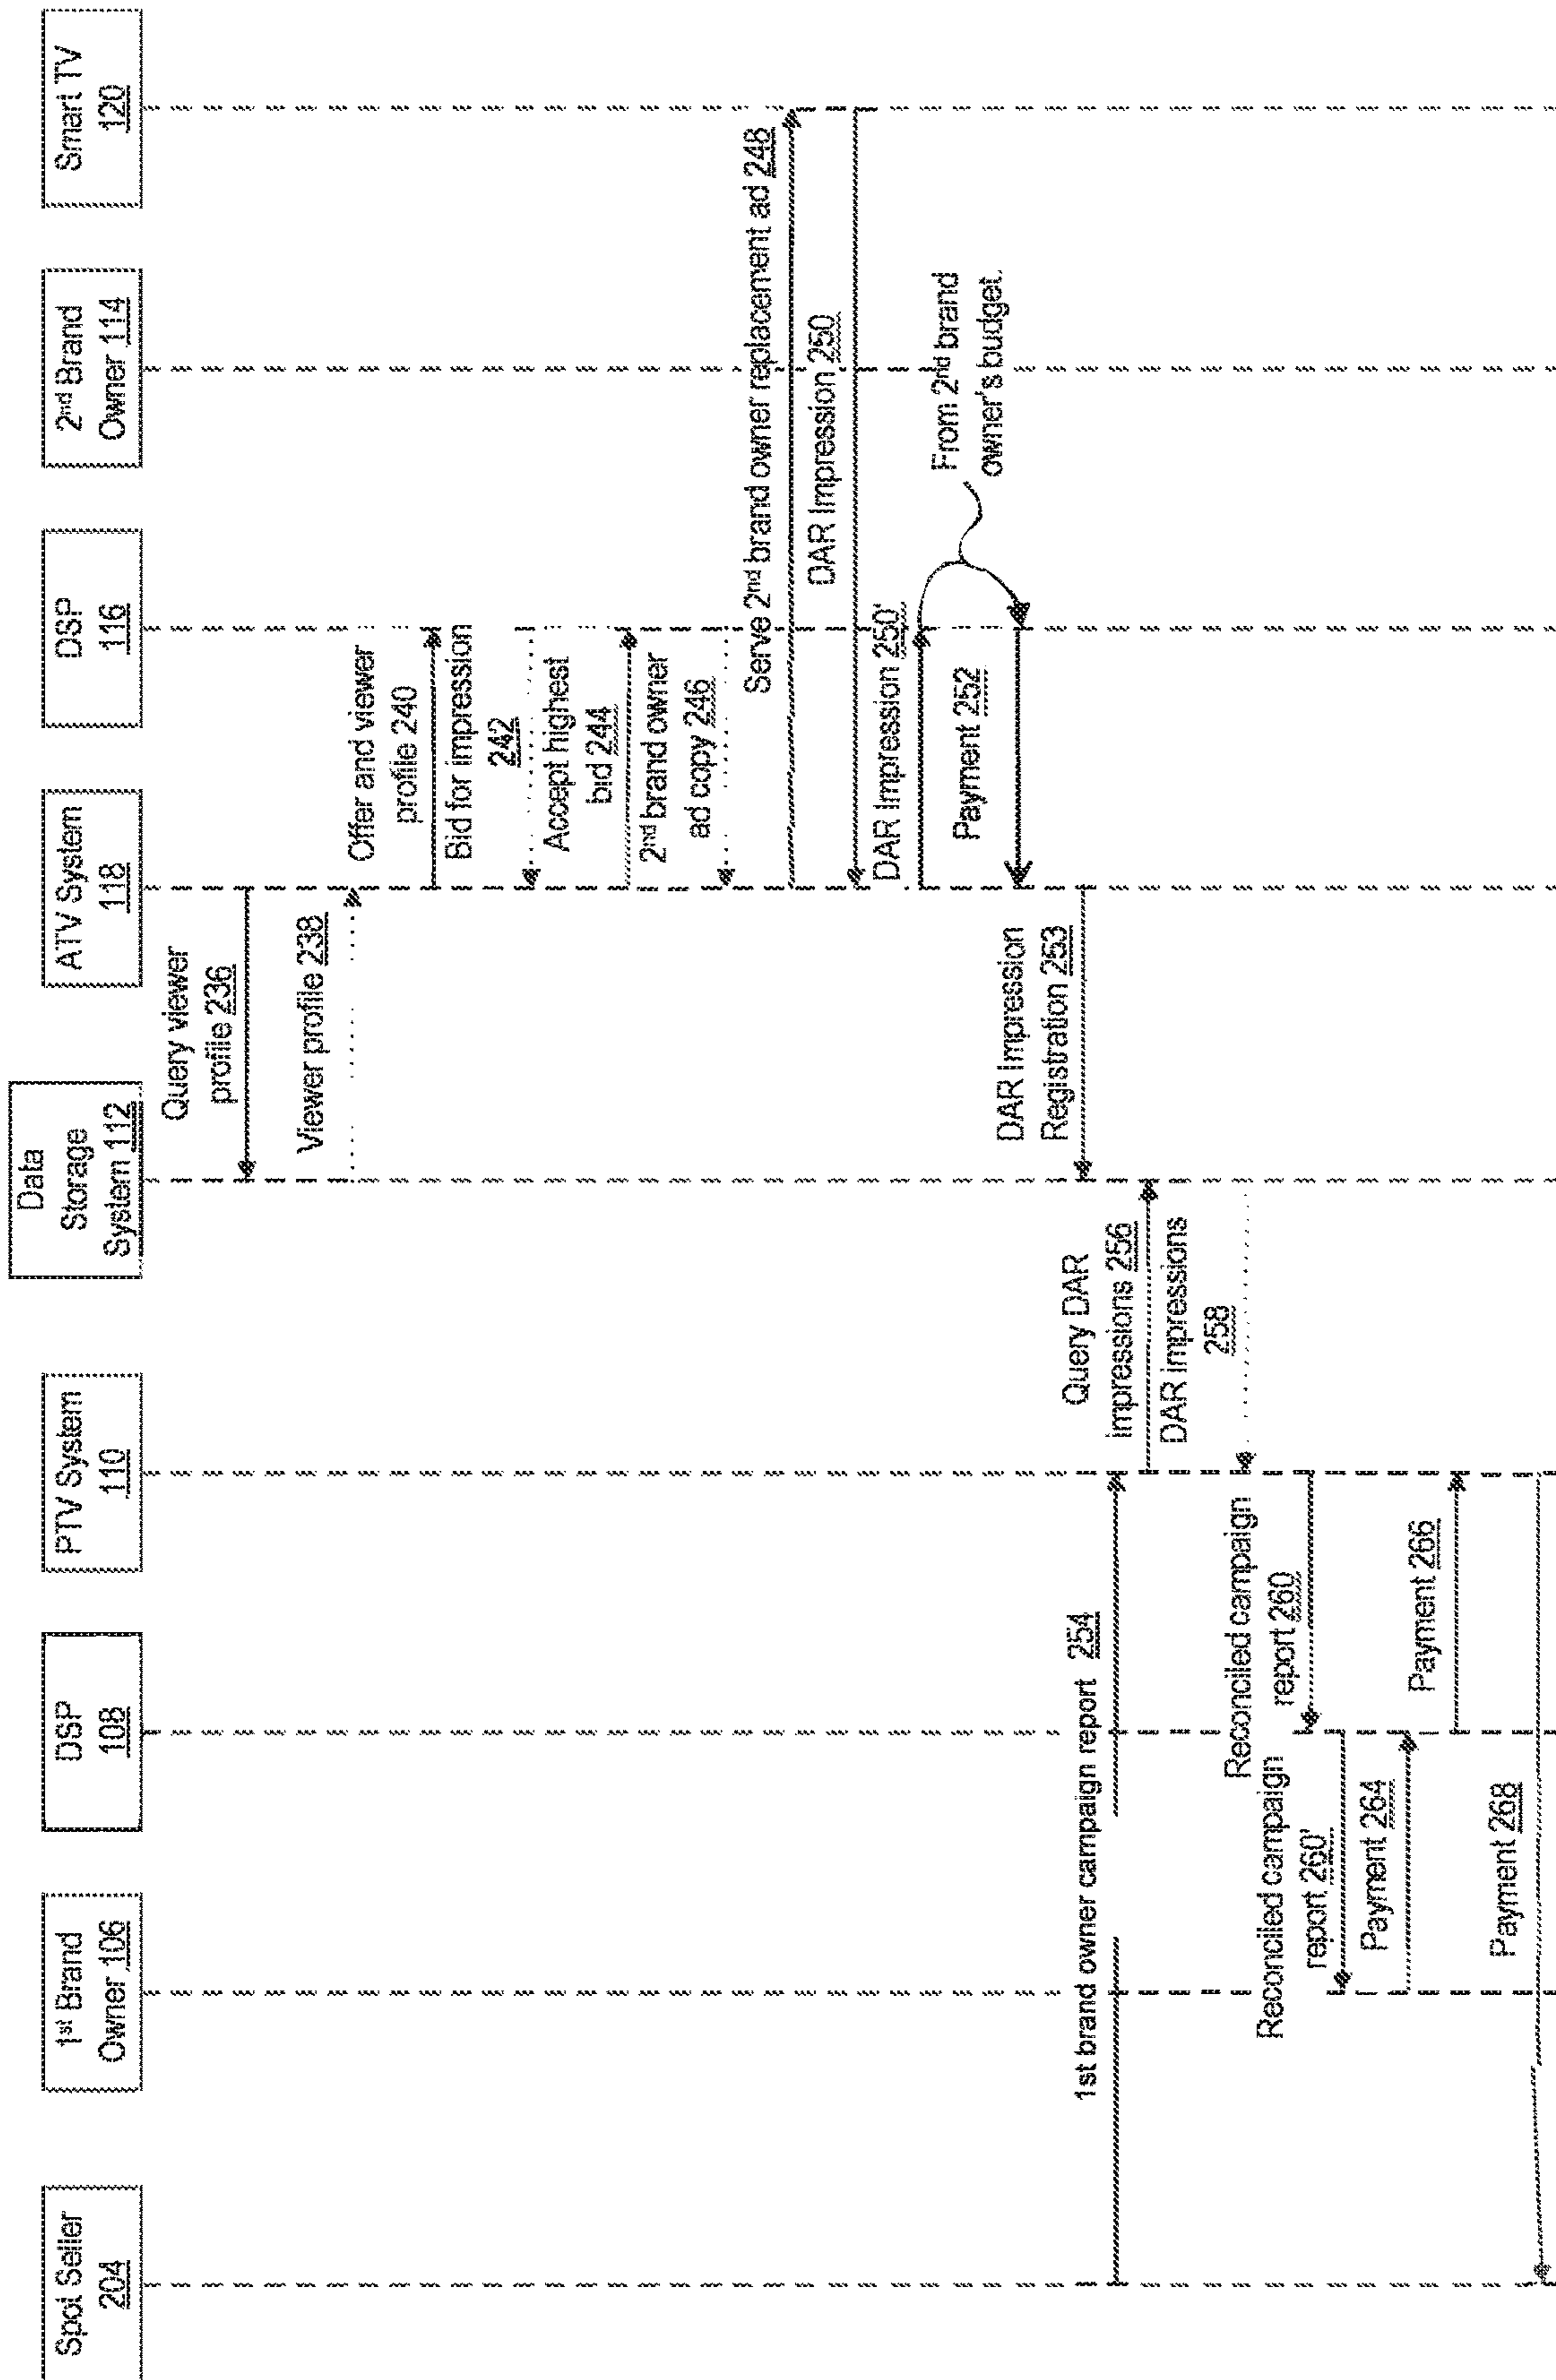 Spot Seller
204
1st Brand
Owner 106
DSP
108
PTV System
110
Data
Storage
System 112
ATV System
118
DSP
116
2nd Brand
Owner 114
Smart TV
120
Query viewer
profile 236
Viewer profile 238
Offer and viewer
profile 240
Bid for impression
242
Accept highest
bid 244
2nd brand owner
ad copy 246
Serve 2nd brand owner replacement ad 248
DAR Impression 250
DAR Impression 250'
From 2nd brand
owner's budget.
Payment 252
DAR Impression
Registration 253
1st brand owner campaign report 254
Query DAR
impressions 256
DAR impressions
258
Reconciled campaign
report 260
Reconciled campaign
report 260'
Payment 264
Payment 266
Payment 268